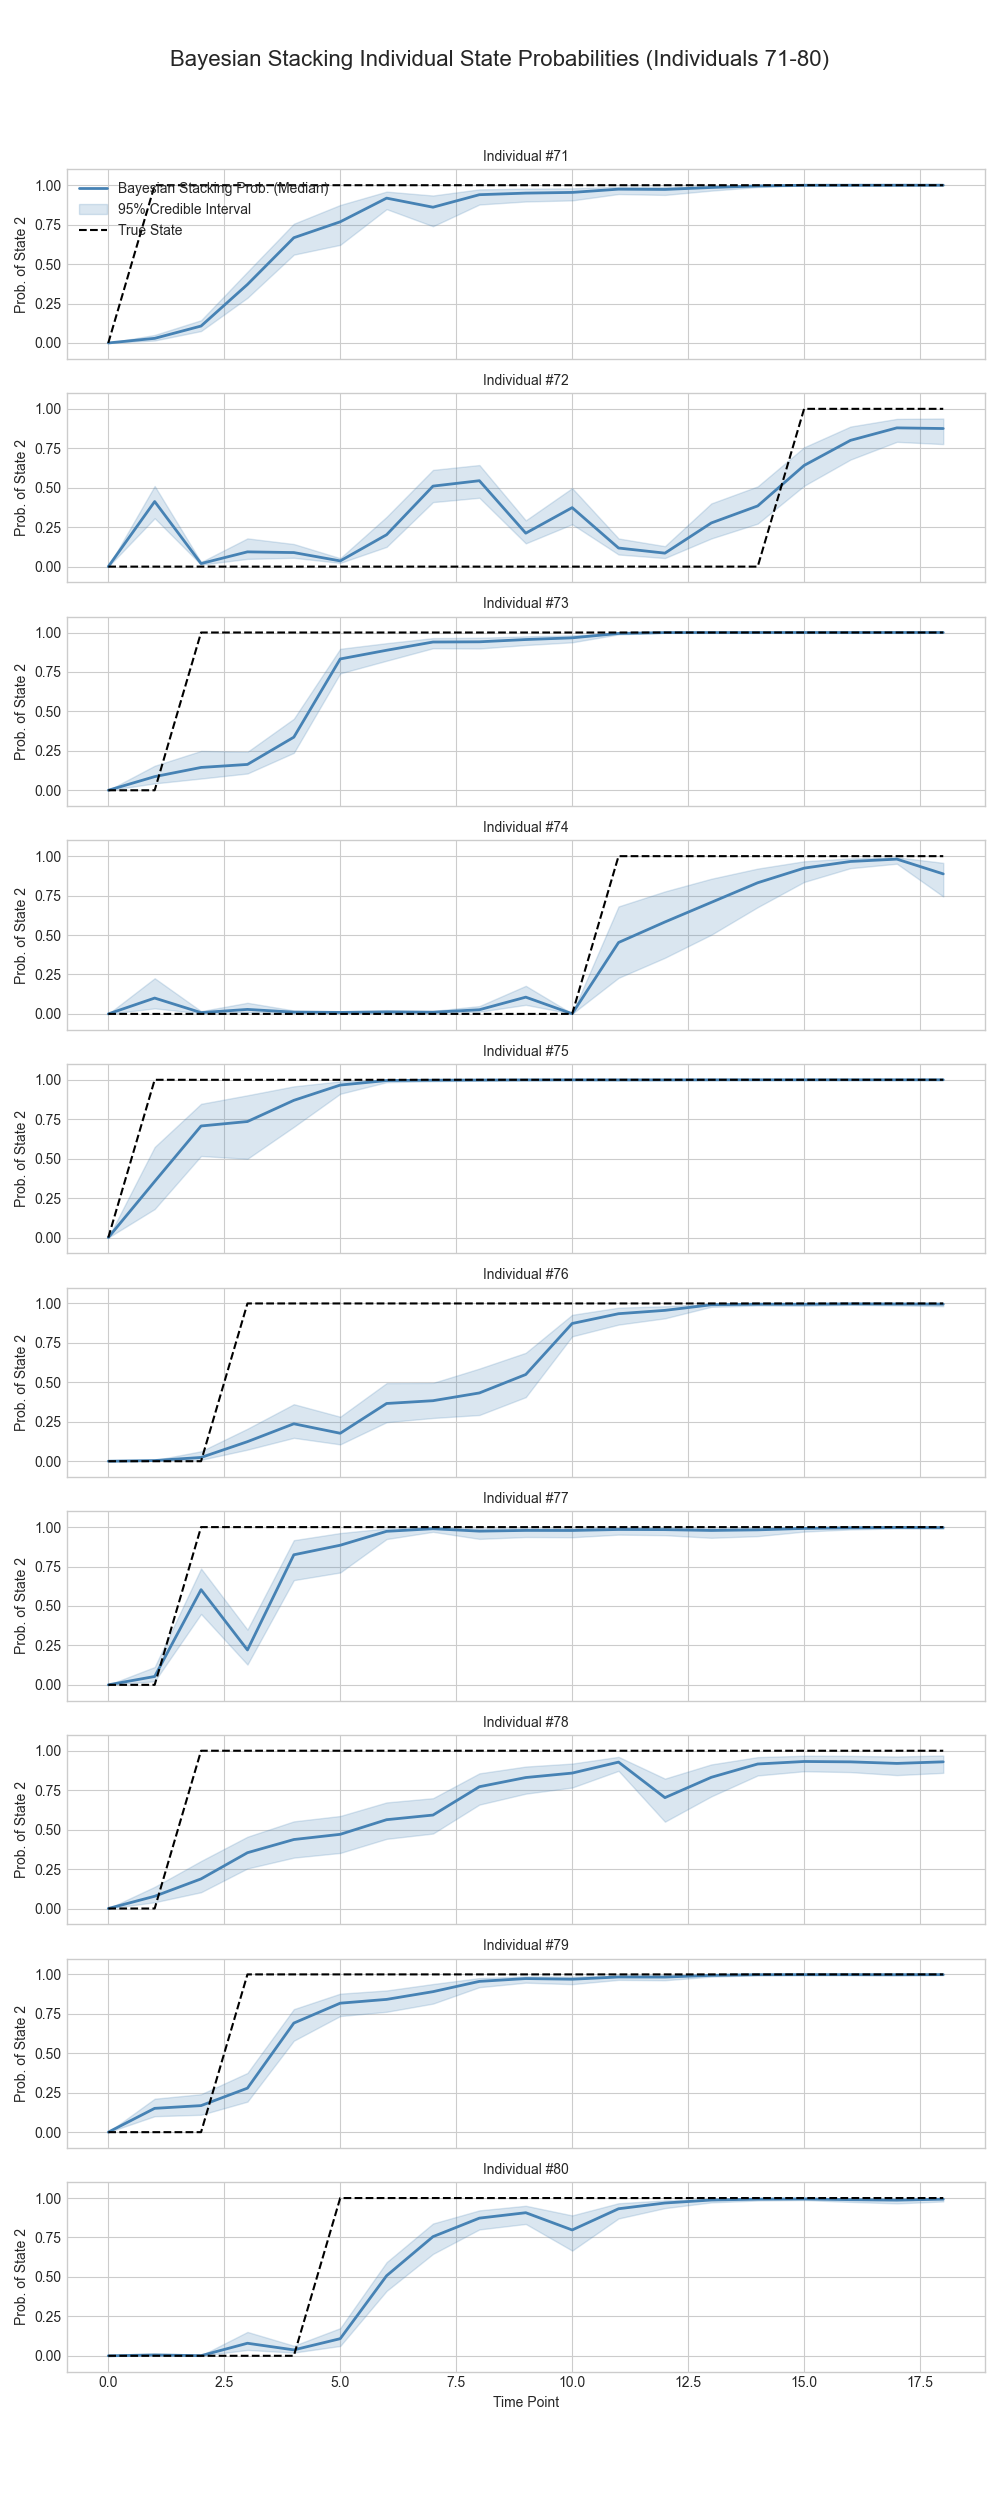 Bayesian Stacking Individual State Probabilities (Individuals 71-80)
Individual #71
Prob. of State 2
1.00
0.75
0.50
0.25
0.00
Bayesian Stacking Prob. (Median)
95% Credible Interval
True State
Individual #72
Prob. of State 2
1.00
0.75
0.50
0.25
0.00
Individual #73
Prob. of State 2
1.00
0.75
0.50
0.25
0.00
Individual #74
Prob. of State 2
1.00
0.75
0.50
0.25
0.00
Individual #75
Prob. of State 2
1.00
0.75
0.50
0.25
0.00
Individual #76
Prob. of State 2
1.00
0.75
0.50
0.25
0.00
Individual #77
Prob. of State 2
1.00
0.75
0.50
0.25
0.00
Individual #78
Prob. of State 2
1.00
0.75
0.50
0.25
0.00
Individual #79
Prob. of State 2
1.00
0.75
0.50
0.25
0.00
Individual #80
Prob. of State 2
1.00
0.75
0.50
0.25
0.00
0.0 2.5 5.0 7.5 10.0 12.5 15.0 17.5
Time Point